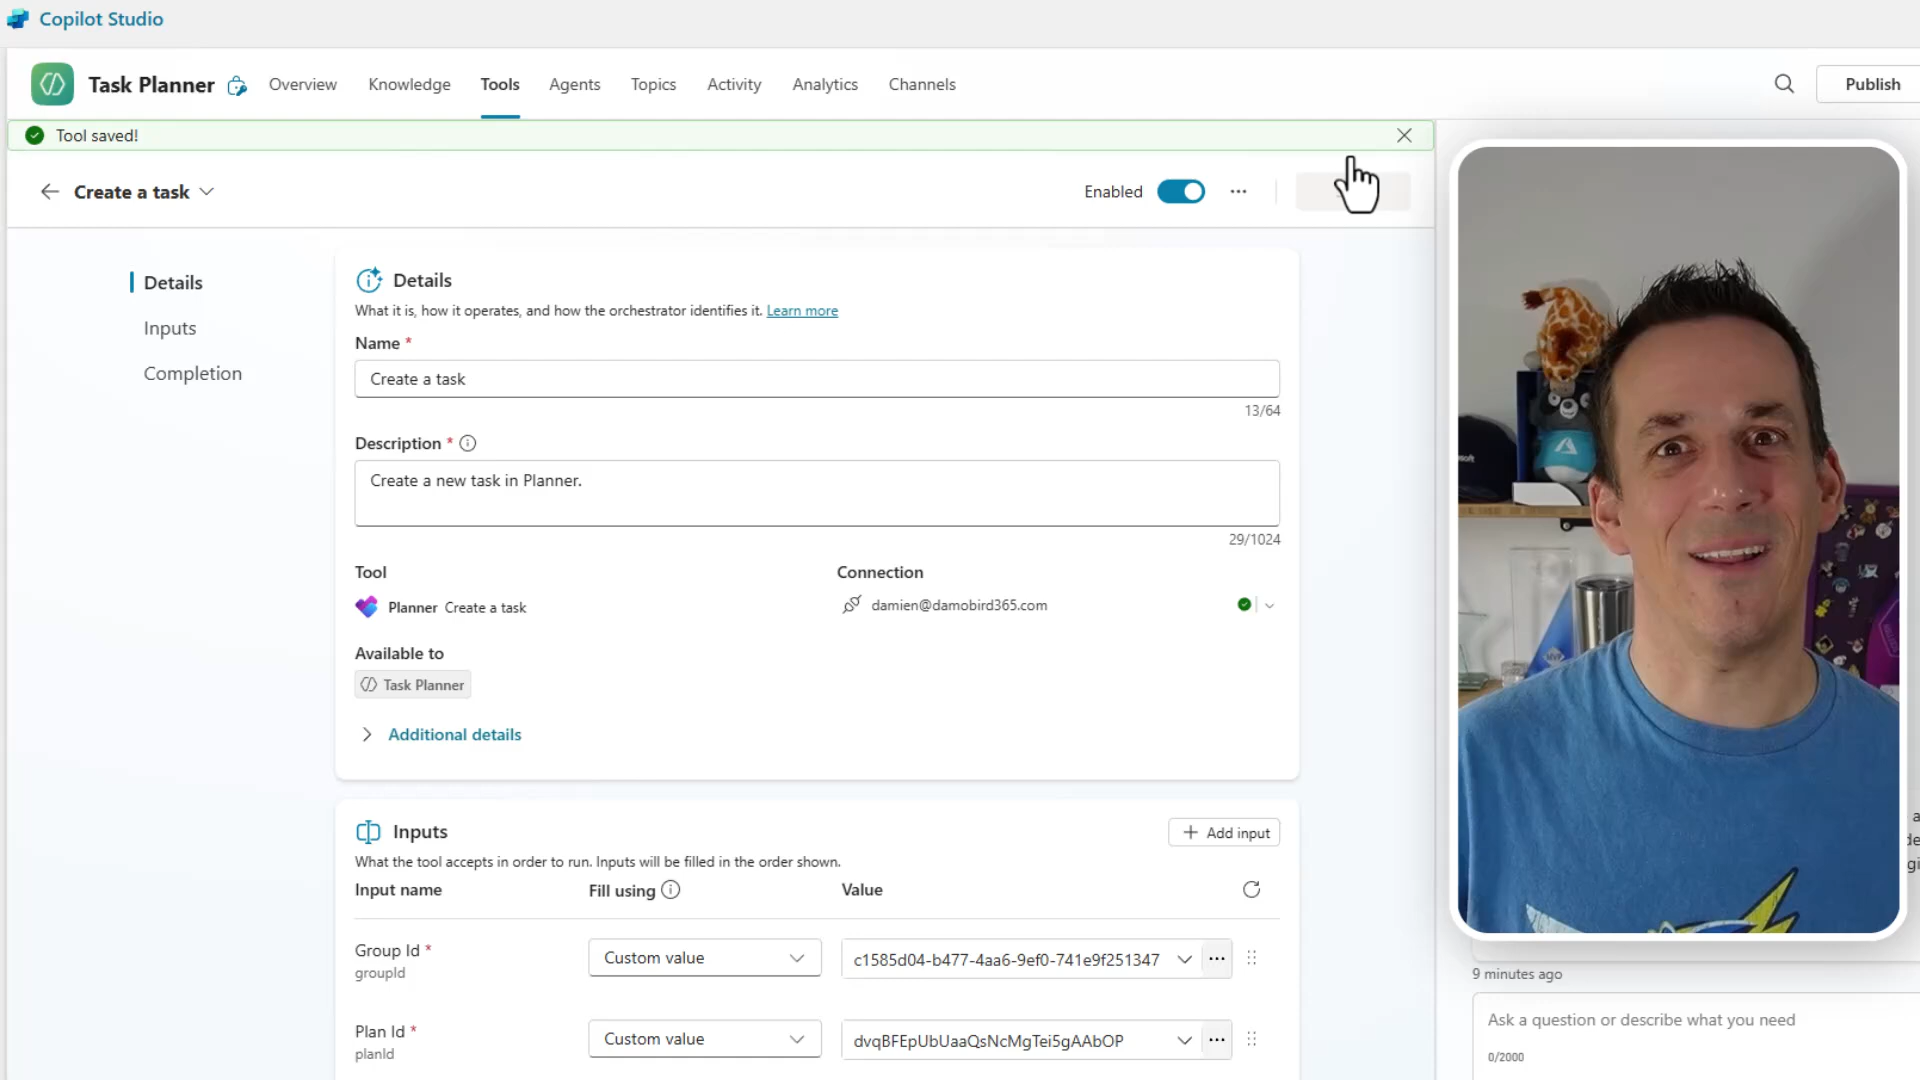 Copilot Studio
Task Planner
Overview
Knowledge
Tools
Agents
Topics
Activity
Analytics
Channels
Publish
Tool saved!
Create a task
Enabled
Details
Inputs
Completion
Details
What it is, how it operates, and how the orchestrator identifies it. Learn more
Name *
Create a task
13/64
Description *
Create a new task in Planner.
29/1024
Tool
Connection
Planner Create a task
damien@damobird365.com
Available to
Task Planner
Additional details
Inputs
Add input
What the tool accepts in order to run. Inputs will be filled in the order shown.
Input name
Fill using
Value
Group Id *
groupId
Custom value
c1585d04-b477-4aa6-9ef0-741e9f251347
Plan Id *
planId
Custom value
dvqBFEpUbUaaQsNcMgTei5gAAbOP
9 minutes ago
Ask a question or describe what you need
0/2000